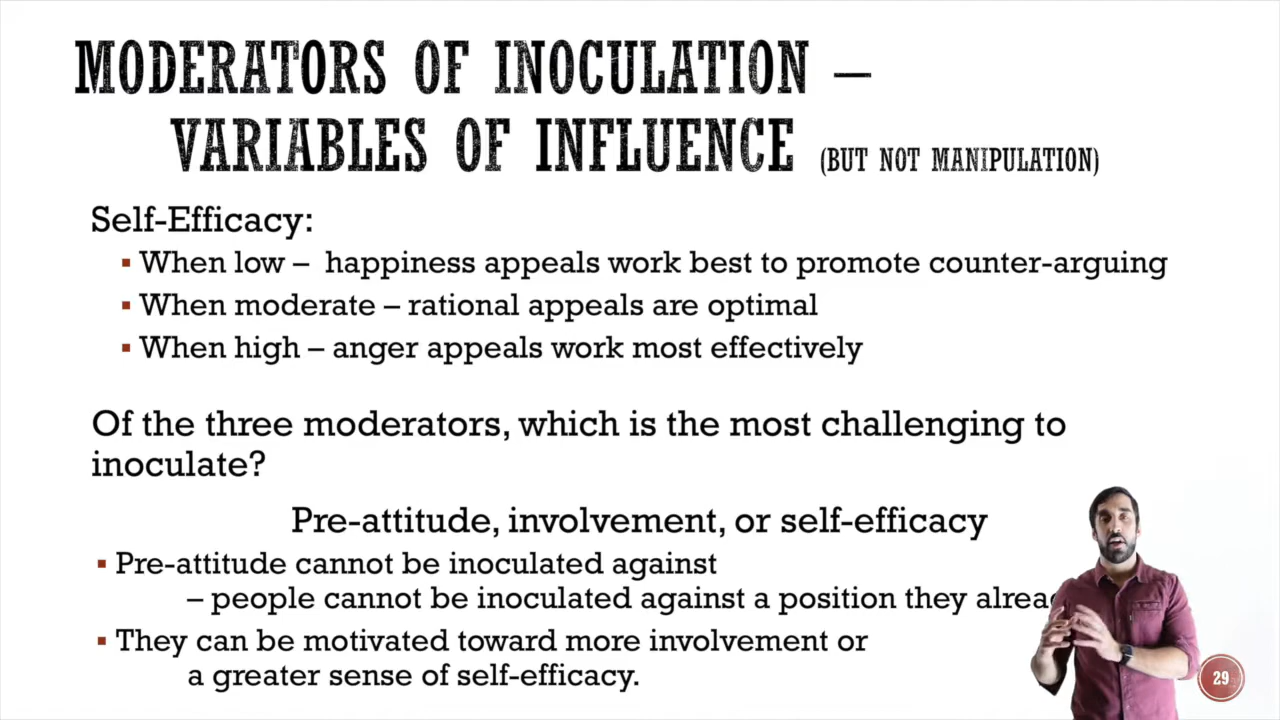 MODERATORS OF INOCULATION –
VARIABLES OF INFLUENCE (BUT NOT MANIPULATION)
Self-Efficacy:
▪ When low – happiness appeals work best to promote counter-arguing
▪ When moderate – rational appeals are optimal
▪ When high – anger appeals work most effectively
Of the three moderators, which is the most challenging to
inoculate?
Pre-attitude, involvement, or self-efficacy
▪ Pre-attitude cannot be inoculated against
– people cannot be inoculated against a position they
▪ They can be motivated toward more involvement or
a greater sense of self-efficacy.
29